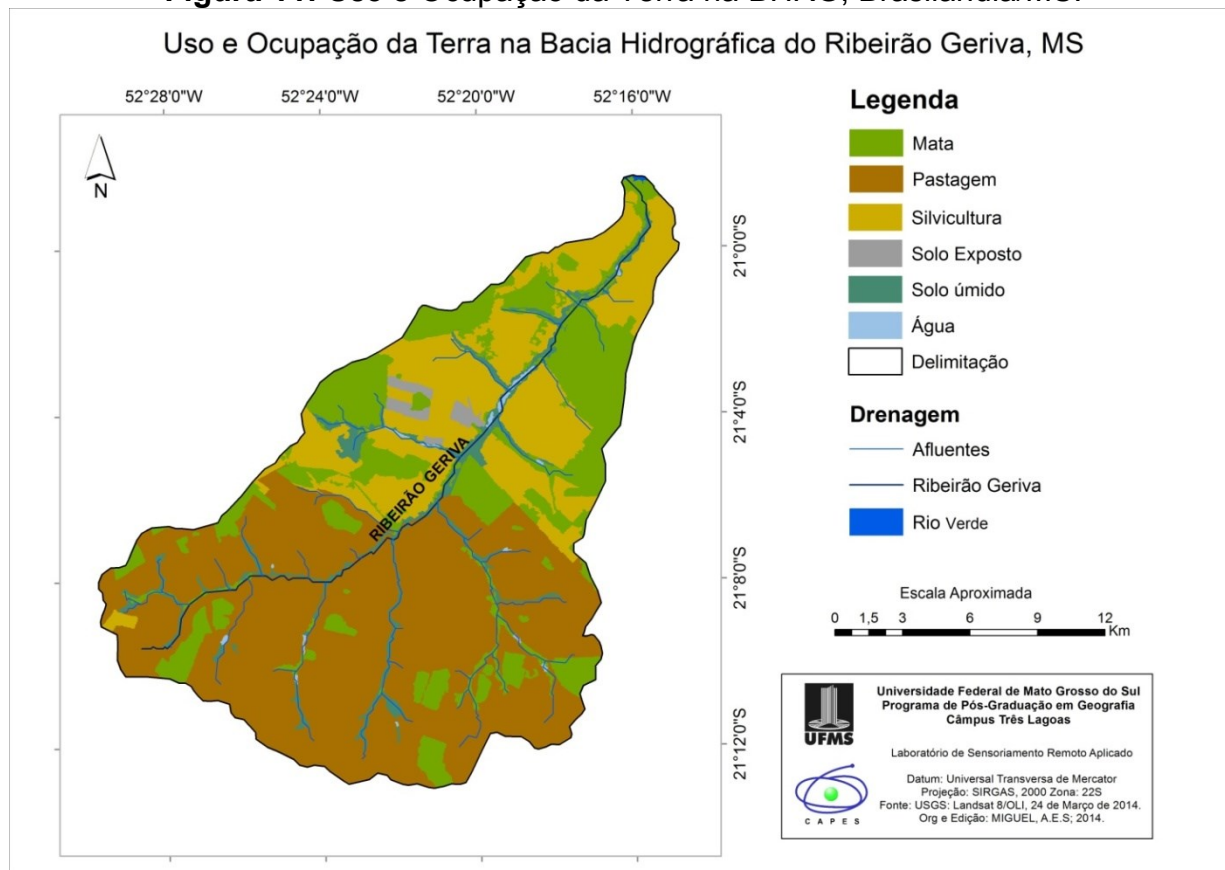 Uso e Ocupação da Terra na Bacia Hidrográfica do Ribeirão Geriva, MS
52°28'0"W 52°24'0"W 52°20'0"W 52°16'0"W
N
21°0'0"S
21°4'0"S
21°8'0"S
21°12'0"S
RIBEIRÃO GERIVA
Legenda
Mata
Pastagem
Silvicultura
Solo Exposto
Solo úmido
Água
Delimitação
Drenagem
Afluentes
Ribeirão Geriva
Rio Verde
Escala Aproximada
0 1,5 3 6 9 12
Km
UFMS
CAPES
Universidade Federal de Mato Grosso do Sul
Programa de Pós-Graduação em Geografia
Câmpus Três Lagoas
Laboratório de Sensoriamento Remoto Aplicado
Datum: Universal Transversa de Mercator
Projeção: SIRGAS, 2000 Zona: 22S
Fonte: USGS: Landsat 8/OLI, 24 de Março de 2014.
Org e Edição: MIGUEL, A.E.S; 2014.